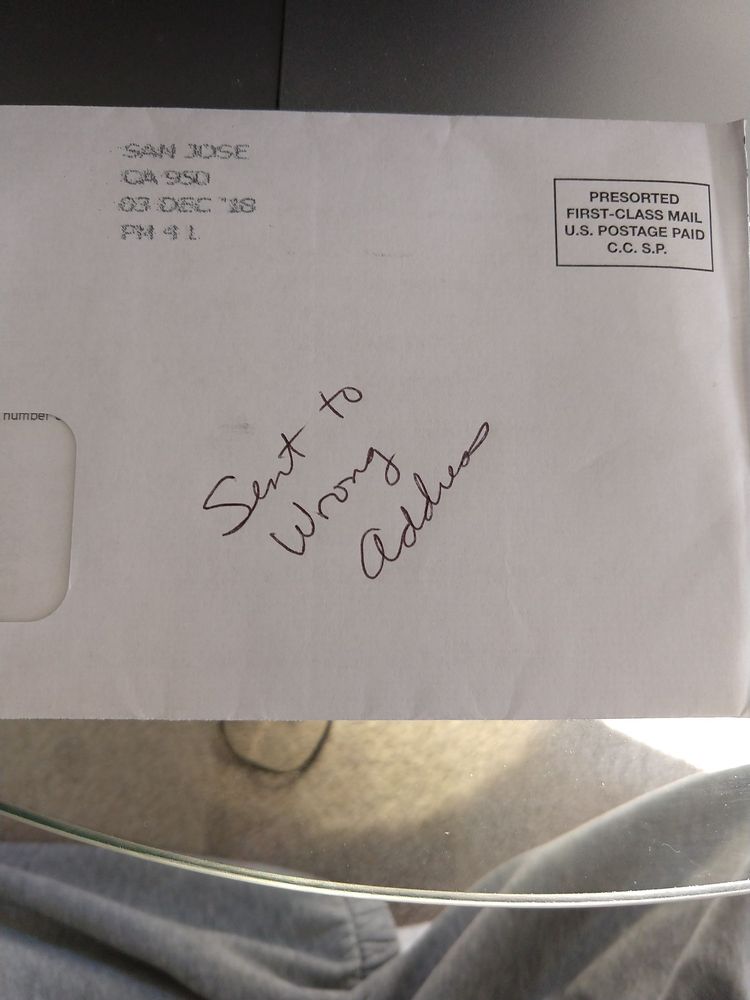 SAN JOSE
CA 950
03 DEC '18
PM 4 L
PRESORTED
FIRST-CLASS MAIL
U.S. POSTAGE PAID
C.C. S.P.
number
Sent to
Wrong
Address